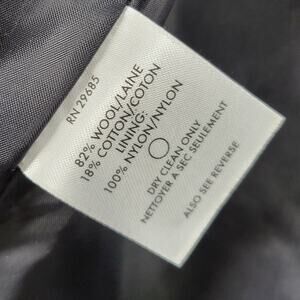 RN 29685
82% WOOL/LAINE
18% COTTON/COTON
LINING:
100% NYLON/NYLON
DRY CLEAN ONLY
NETTOYER A SEC SEULEMENT
ALSO SEE REVERSE